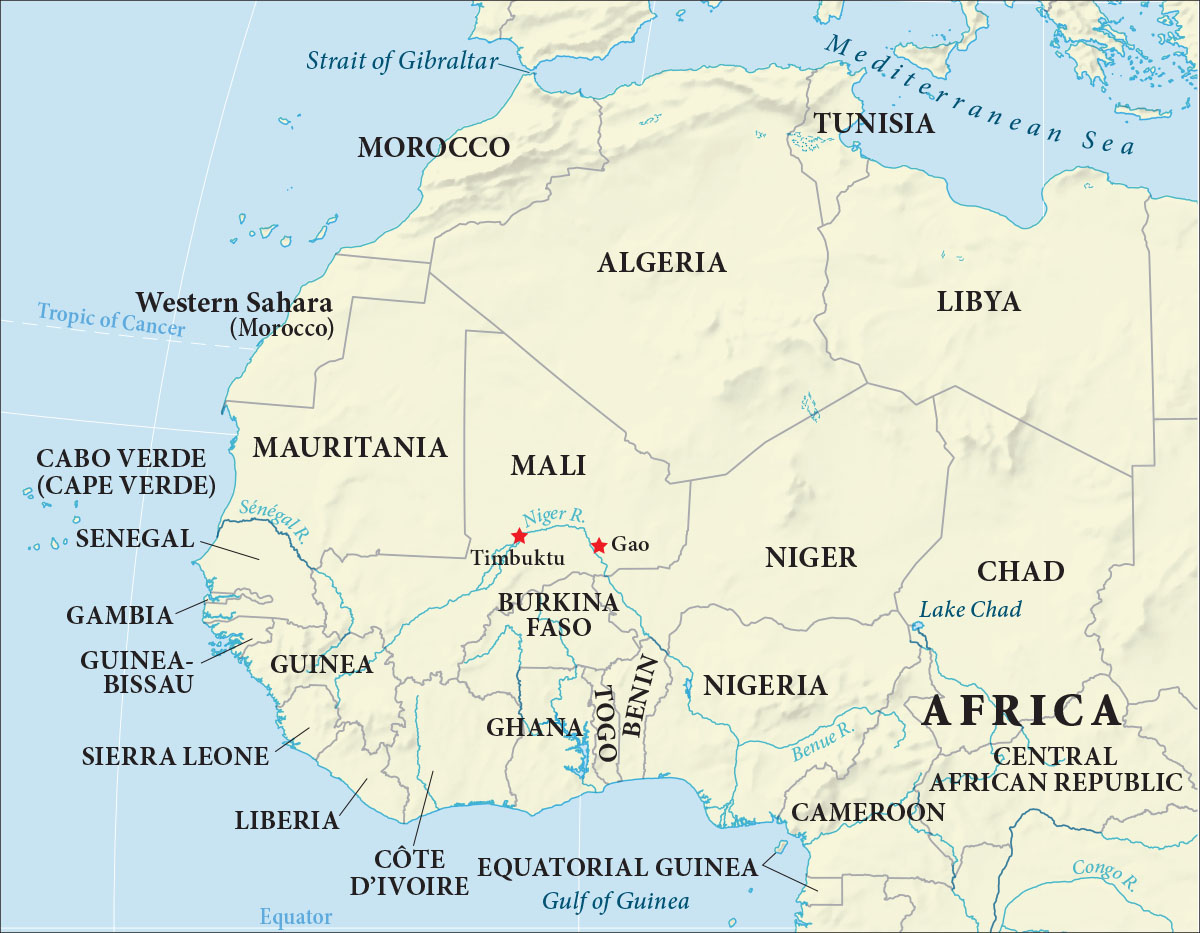 Strait of Gibraltar
Mediterranean Sea
MOROCCO
TUNISIA
ALGERIA
LIBYA
Western Sahara
(Morocco)
Tropic of Cancer
MAURITANIA
MALI
CABO VERDE
(CAPE VERDE)
Sénégal R.
Niger R.
SENEGAL
Timbuktu
Gao
NIGER
CHAD
Lake Chad
GAMBIA
BURKINA
FASO
GUINEA-
BISSAU
GUINEA
NIGERIA
BENIN
TOGO
GHANA
AFRICA
SIERRA LEONE
Benue R.
CENTRAL
AFRICAN REPUBLIC
LIBERIA
CAMEROON
CÔTE
D'IVOIRE
EQUATORIAL GUINEA
Congo R.
Gulf of Guinea
Equator